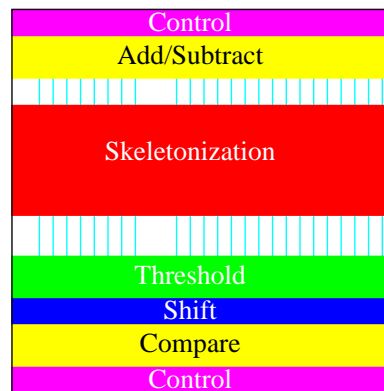 Control
Add/Subtract
Skeletonization
Threshold
Shift
Compare
Control